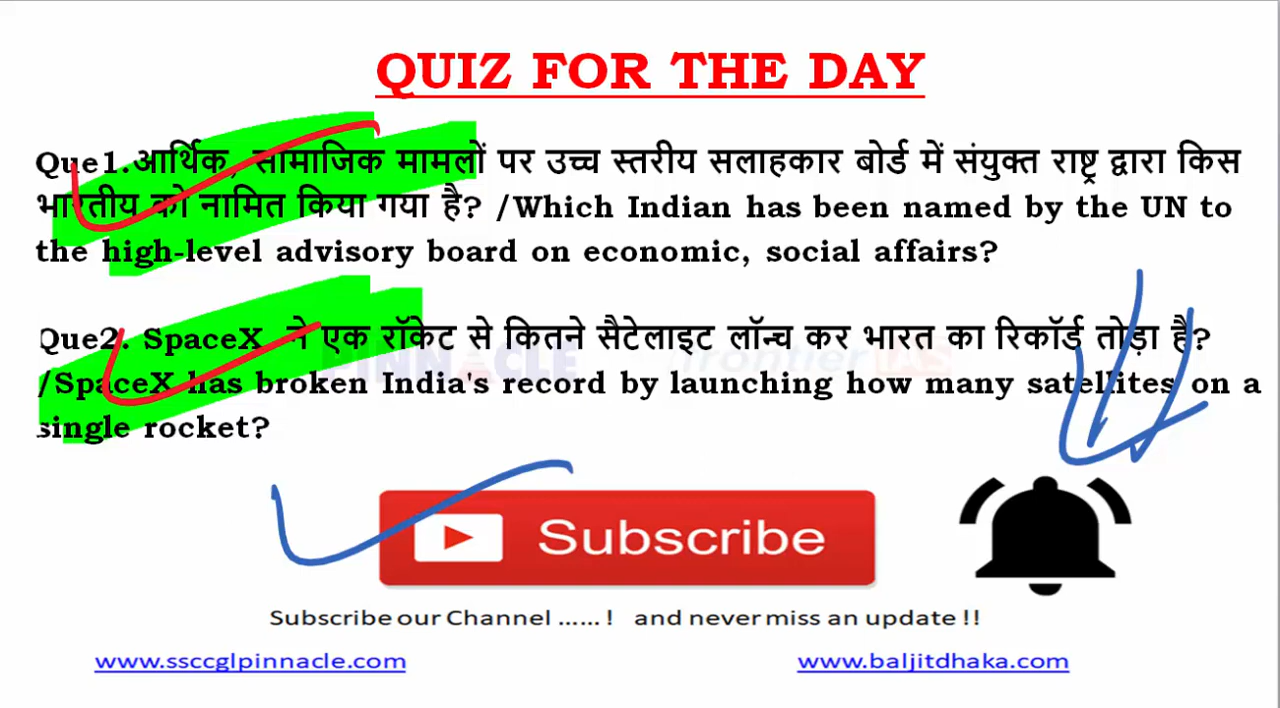 QUIZ FOR THE DAY
Que1.आर्थिक, सामाजिक मामलों पर उच्च स्तरीय सलाहकार बोर्ड में संयुक्त राष्ट्र द्वारा किस
भारतीय को नामित किया गया है? /Which Indian has been named by the UN to
the high-level advisory board on economic, social affairs?
Que2. SpaceX ने एक रॉकेट से कितने सैटेलाइट लॉन्च कर भारत का रिकॉर्ड तोड़ा है?
/SpaceX has broken India's record by launching how many satellites on a
single rocket?
PINNACLE frontier IAS
Subscribe
Subscribe our Channel ...... ! and never miss an update !!
www.ssccglpinnacle.com www.baljitdhaka.com